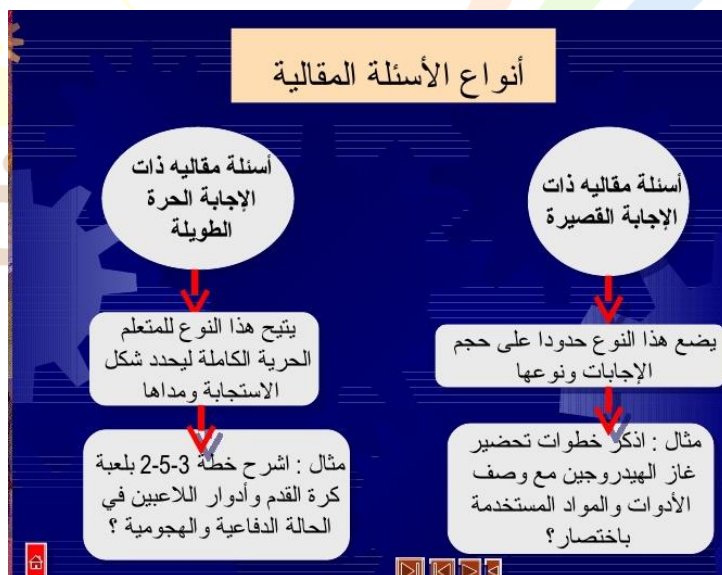 أنواع الأسئلة المقالية
أسئلة مقاليه ذات
الإجابة القصيرة
يضع هذا النوع حدودا على حجم
الإجابات ونوعها
مثال : اذكر خطوات تحضير
غاز الهيدروجين مع وصف
الأدوات والمواد المستخدمة
باختصار؟
أسئلة مقاليه ذات
الإجابة الحرة
الطويلة
يتيح هذا النوع للمتعلم
الحرية الكاملة ليحدد شكل
الاستجابة ومداها
مثال : اشرح خطة 3-5-2 بلعبة
كرة القدم وأدوار اللاعبين في
الحالة الدفاعية والهجومية ؟